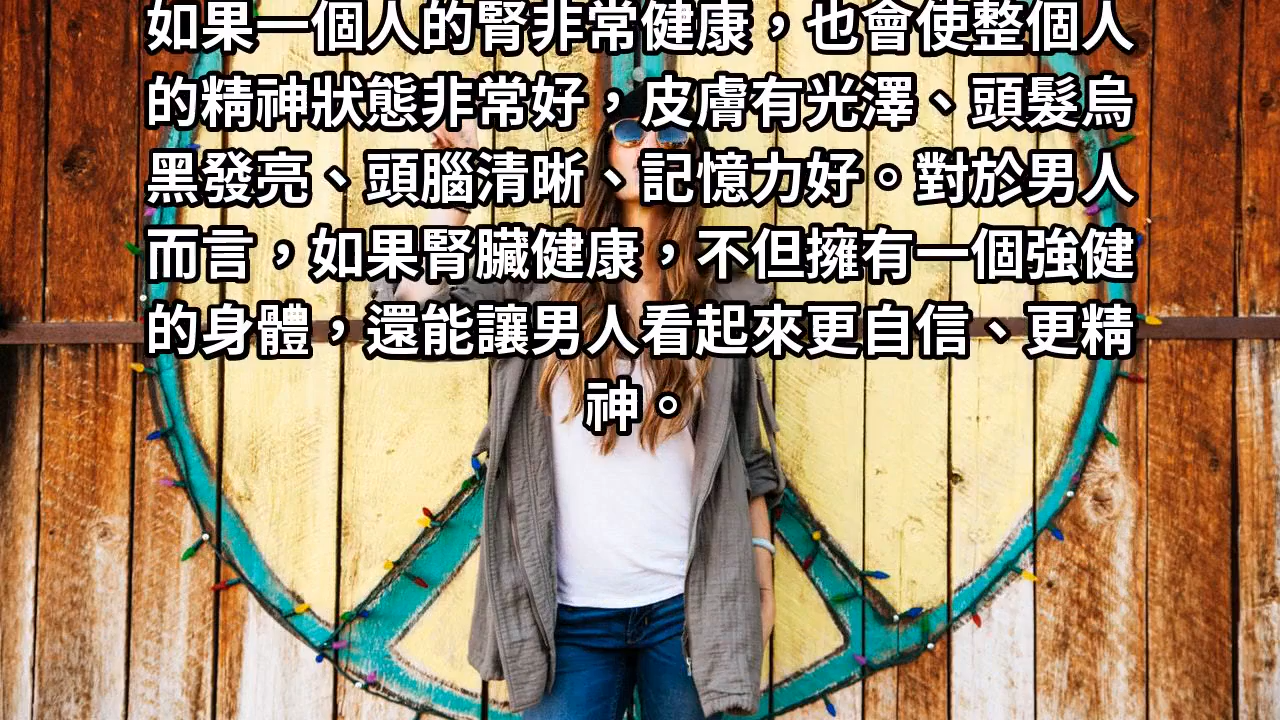 如果一個人的腎非常健康，也會使整個人
的精神狀態非常好，皮膚有光澤、頭髮烏
黑發亮、頭腦清晰、記憶力好。對於男人
而言，如果腎臟健康，不但擁有一個強健
的身體，還能讓男人看起來更自信、更精
神。